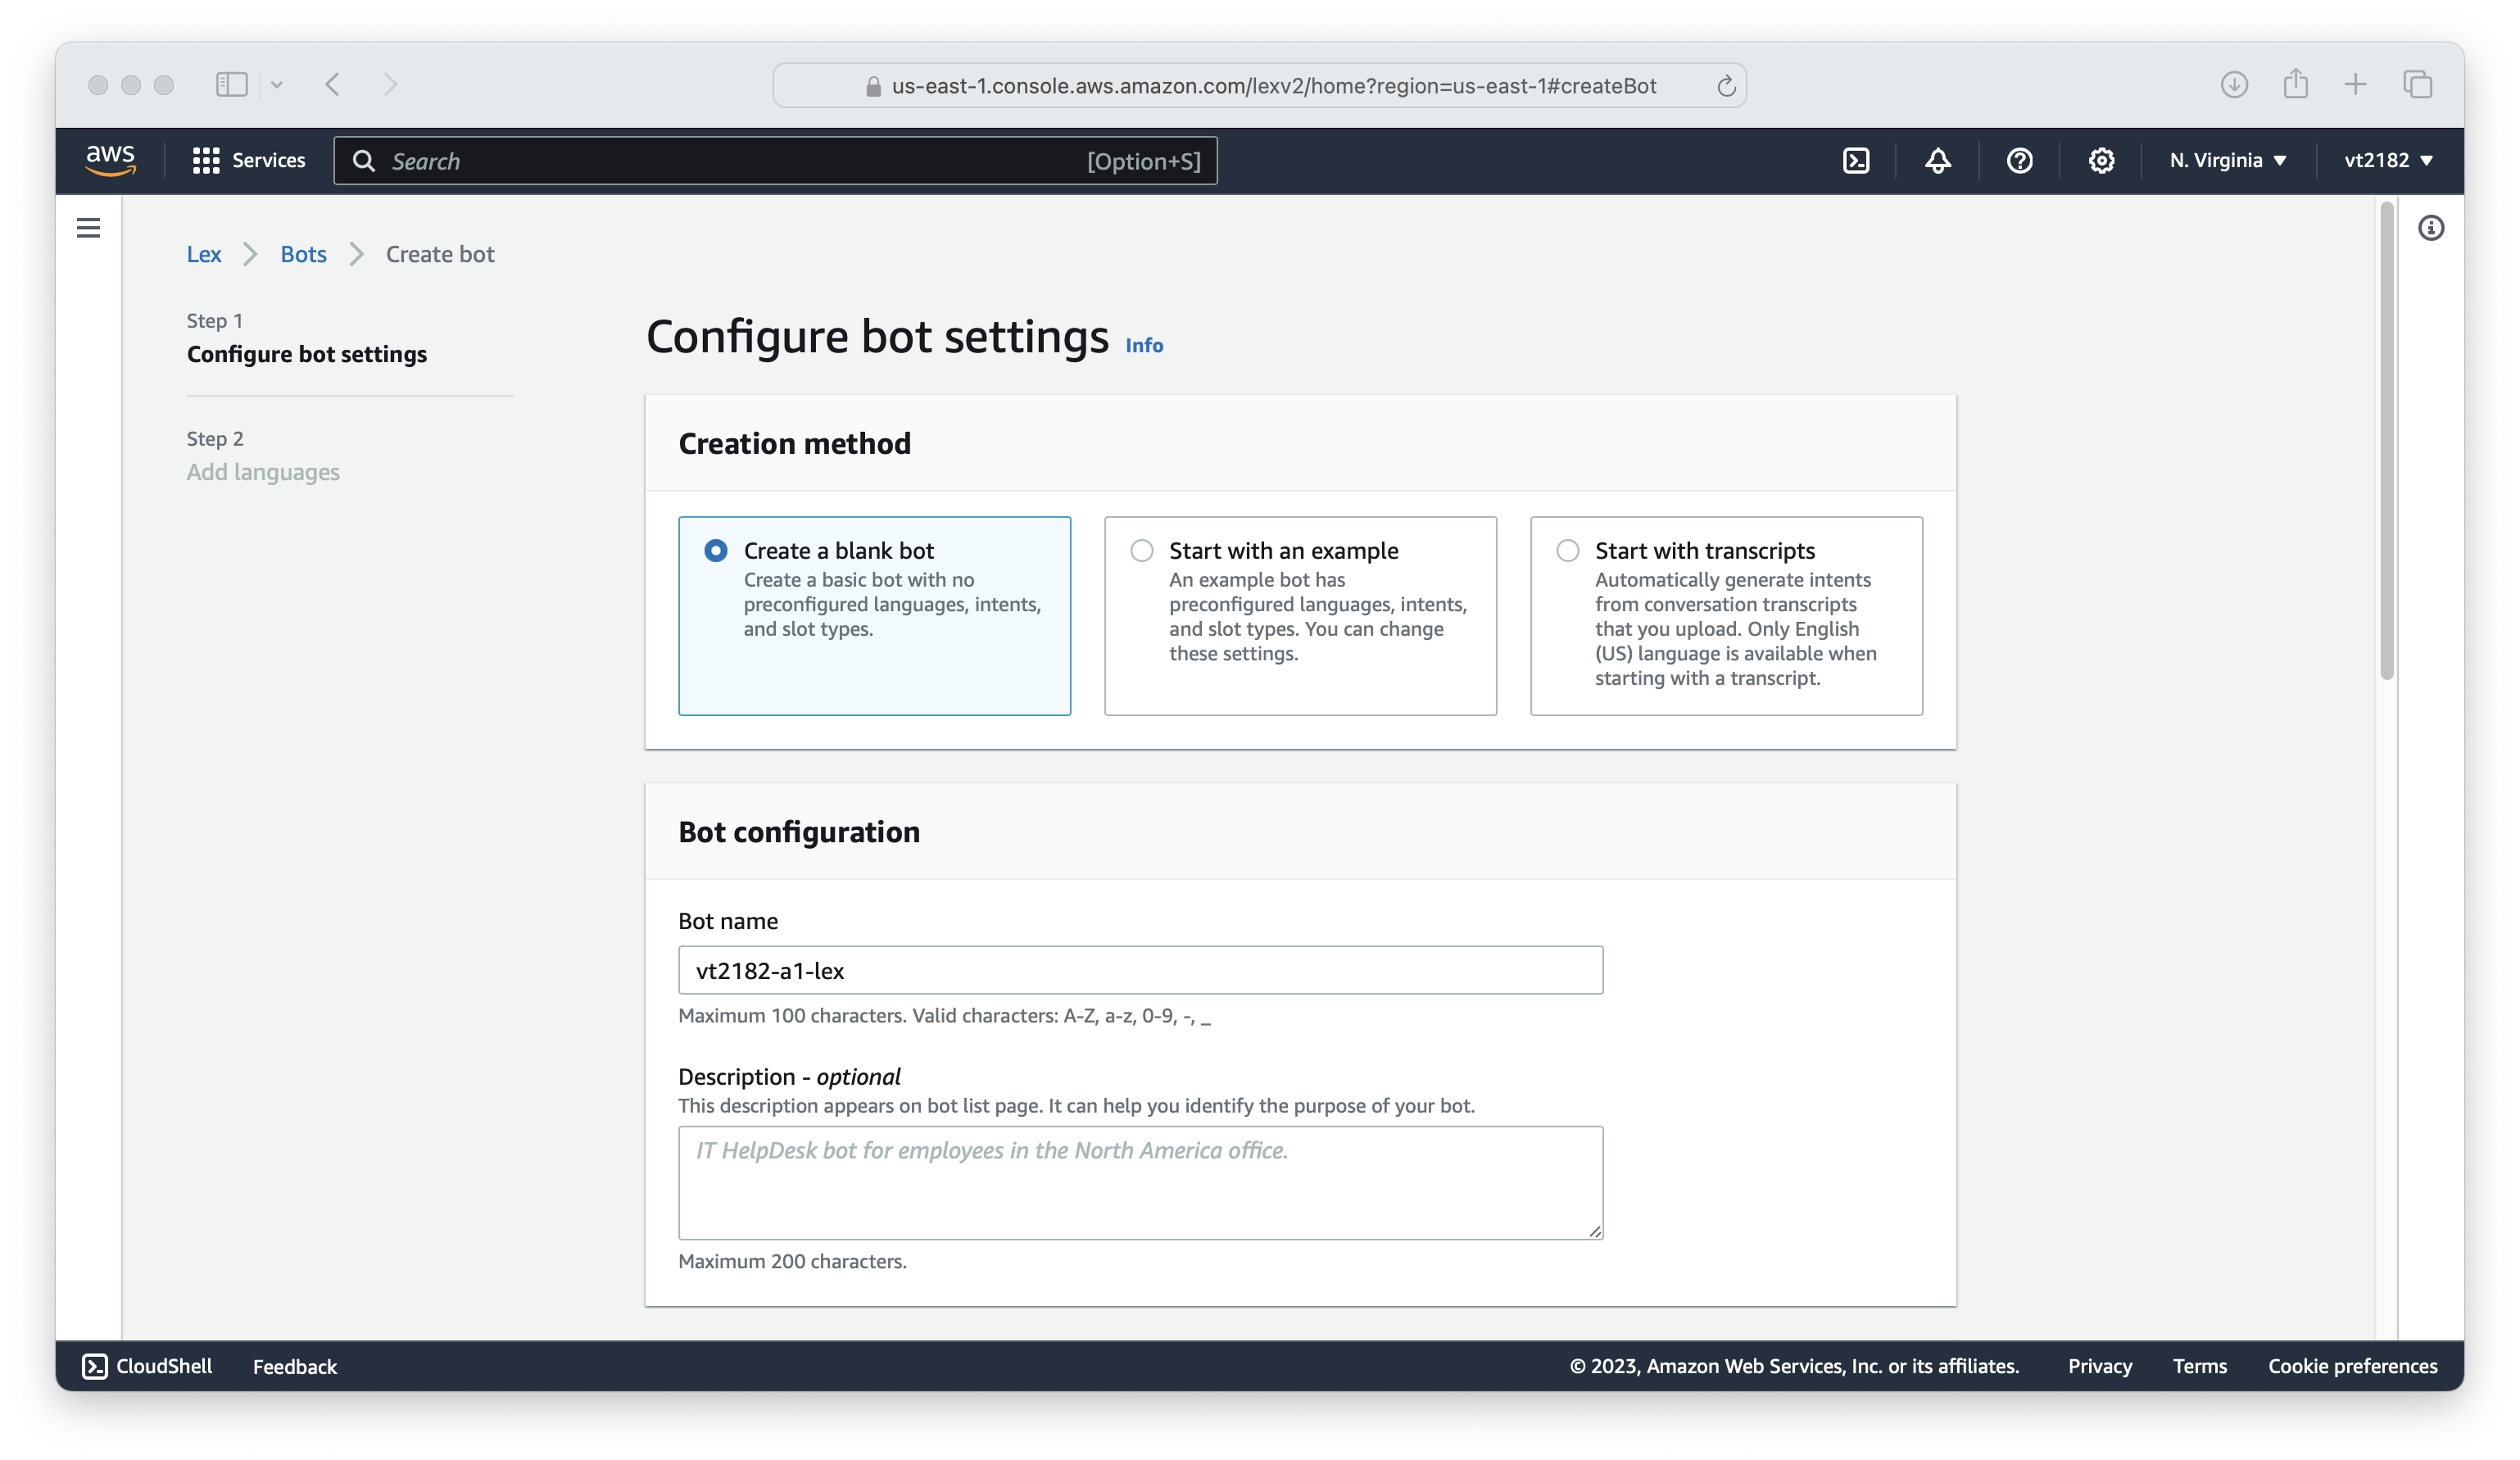 us-east-1.console.aws.amazon.com/lexv2/home?region=us-east-1#createBot
aws
Services
Search
[Option+S]
N. Virginia
vt2182
Lex
Bots
Create bot
Step 1
Configure bot settings
Step 2
Add languages
Configure bot settings Info
Creation method
Create a blank bot
Create a basic bot with no
preconfigured languages, intents,
and slot types.
Start with an example
An example bot has
preconfigured languages, intents,
and slot types. You can change
these settings.
Start with transcripts
Automatically generate intents
from conversation transcripts
that you upload. Only English
(US) language is available when
starting with a transcript.
Bot configuration
Bot name
vt2182-a1-lex
Maximum 100 characters. Valid characters: A-Z, a-z, 0-9, -, _
Description - optional
This description appears on bot list page. It can help you identify the purpose of your bot.
IT HelpDesk bot for employees in the North America office.
Maximum 200 characters.
CloudShell
Feedback
© 2023, Amazon Web Services, Inc. or its affiliates.
Privacy
Terms
Cookie preferences